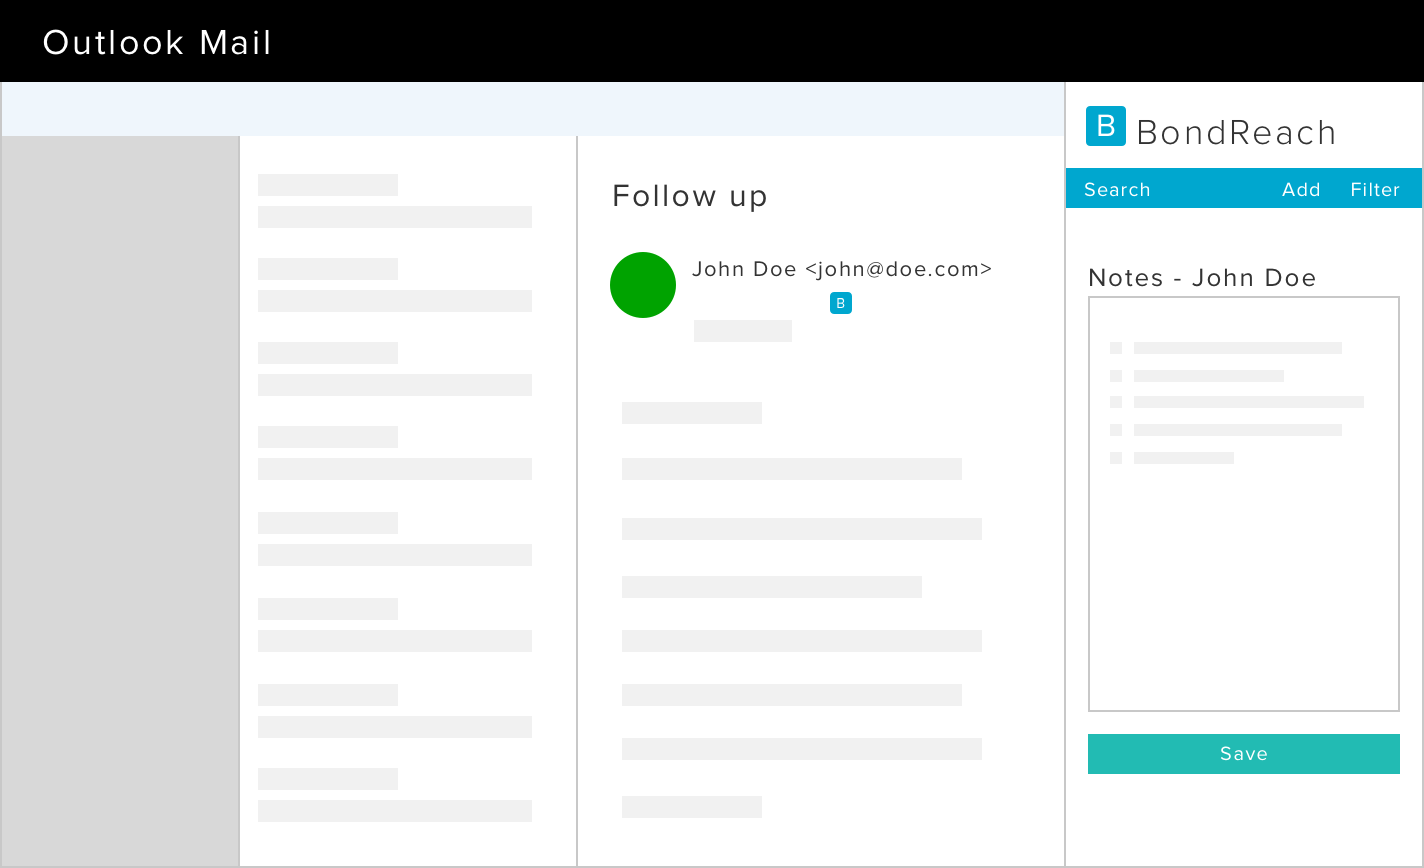 Outlook Mail
B BondReach
Search Add Filter
Follow up
John Doe <john@doe.com>
B
Notes - John Doe
Save